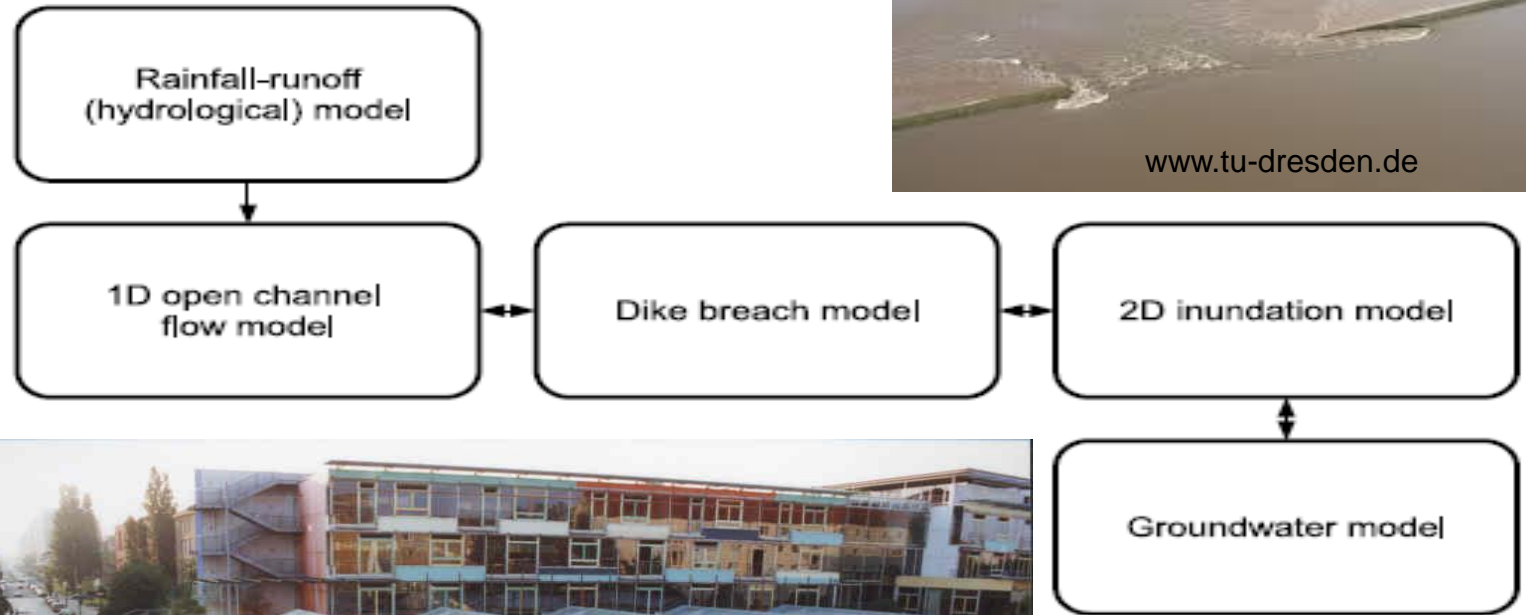 Rainfall-runoff
(hydrological) model
www.tu-dresden.de
1D open channel
flow model
Dike breach model
2D inundation model
Groundwater model